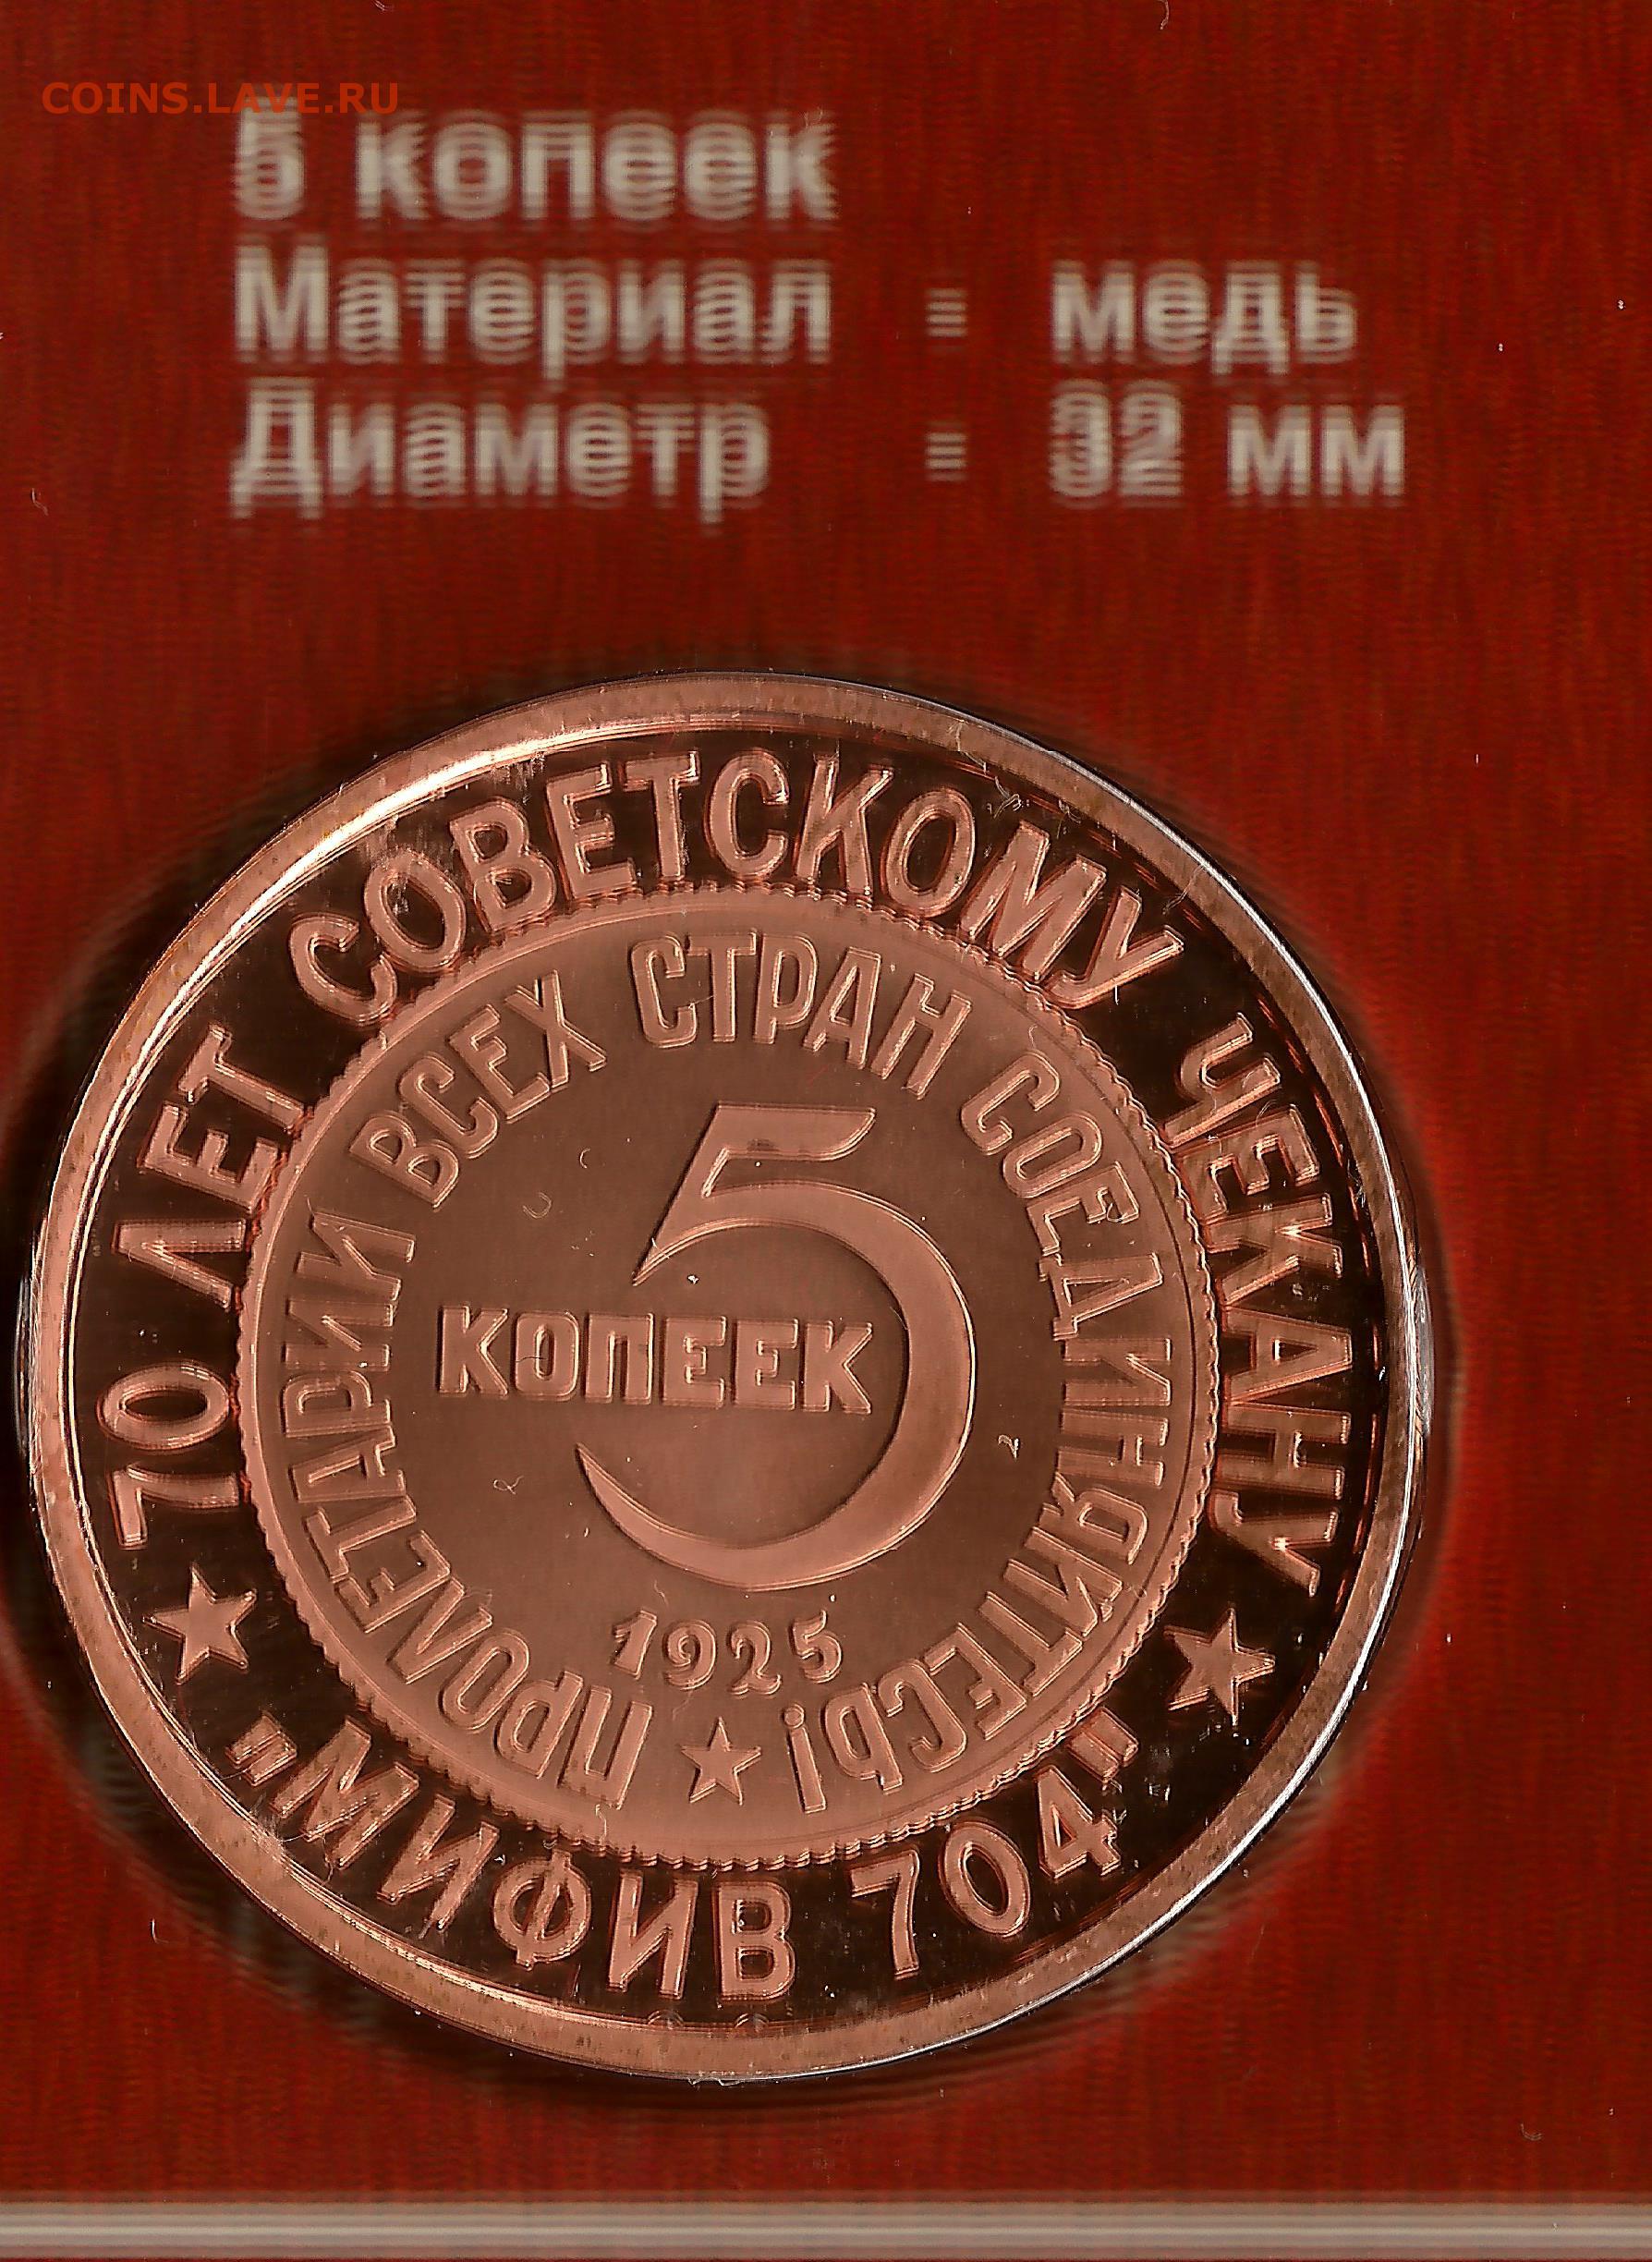 COINS.LAVE.RU
5 копеек
Материал = медь
Диаметр = 32 мм
70 ЛЕТ СОВЕТСКОМУ ЧЕКАНУ
ПРОЛЕТАРИИ ВСЕХ СТРАН СОЕДИНЯЙТЕСЬ!
5
КОПЕЕК
1925
"МИФИВ 704"